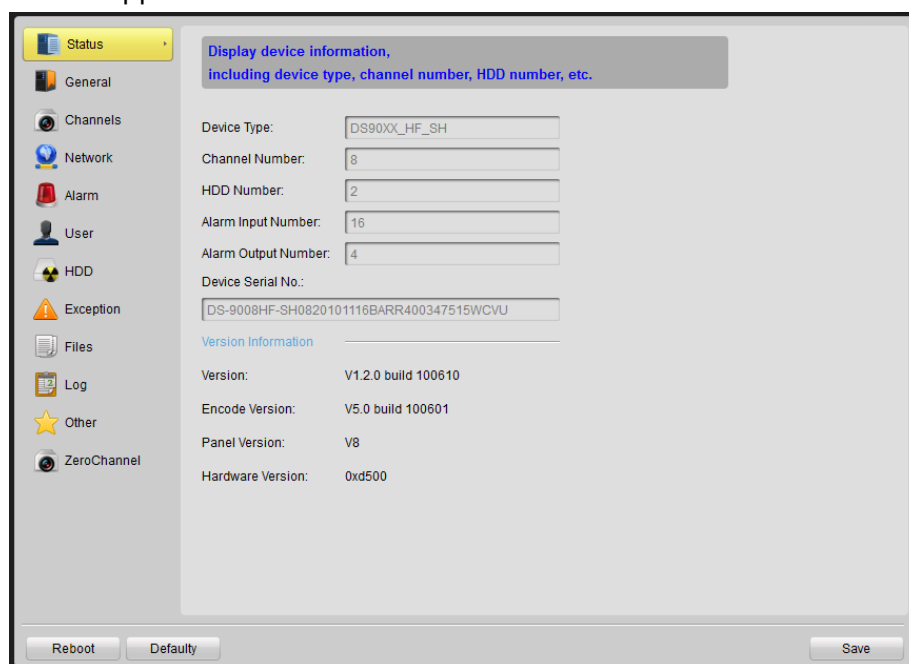 Status
General
Channels
Network
Alarm
User
HDD
Exception
Files
Log
Other
ZeroChannel
Display device information,
including device type, channel number, HDD number, etc.
Device Type: DS90XX_HF_SH
Channel Number: 8
HDD Number: 2
Alarm Input Number: 16
Alarm Output Number: 4
Device Serial No.:
DS-9008HF-SH0820101116BARR400347515WCVU
Version Information
Version: V1.2.0 build 100610
Encode Version: V5.0 build 100601
Panel Version: V8
Hardware Version: 0xd500
Reboot Defaulty Save